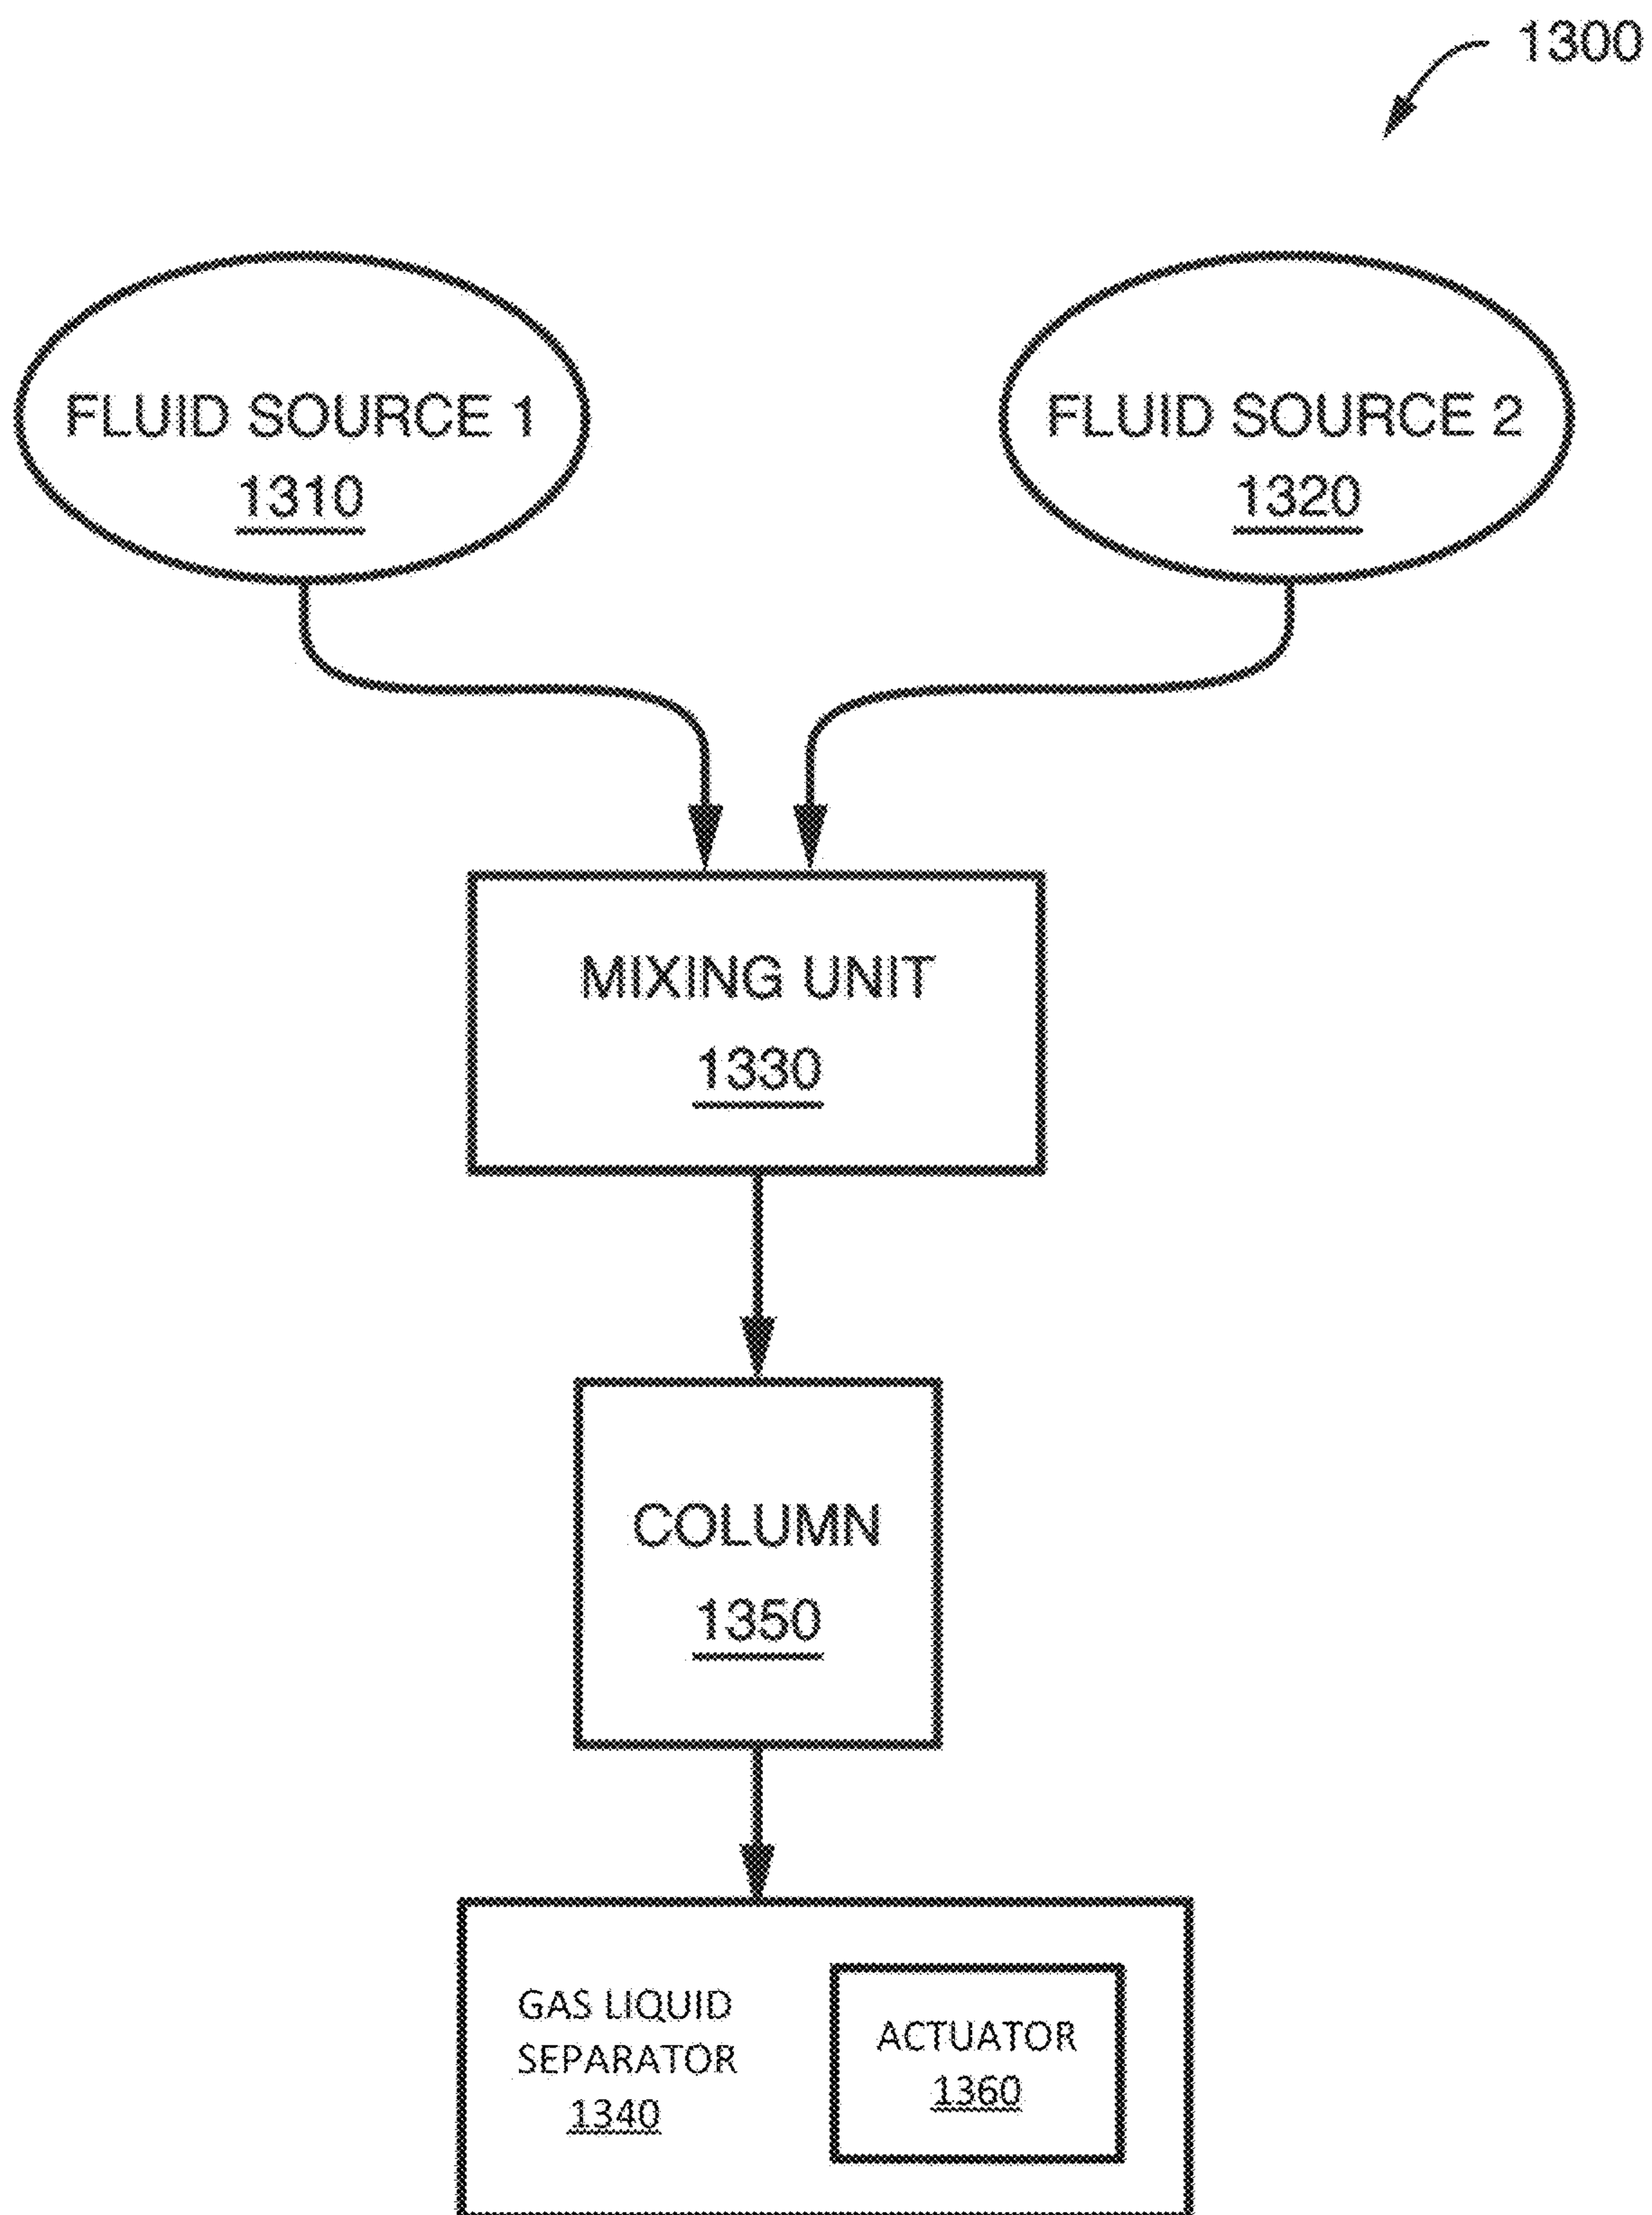 1300
FLUID SOURCE 1
1310
FLUID SOURCE 2
1320
MIXING UNIT
1330
COLUMN
1350
GAS LIQUID
SEPARATOR
1340
ACTUATOR
1360